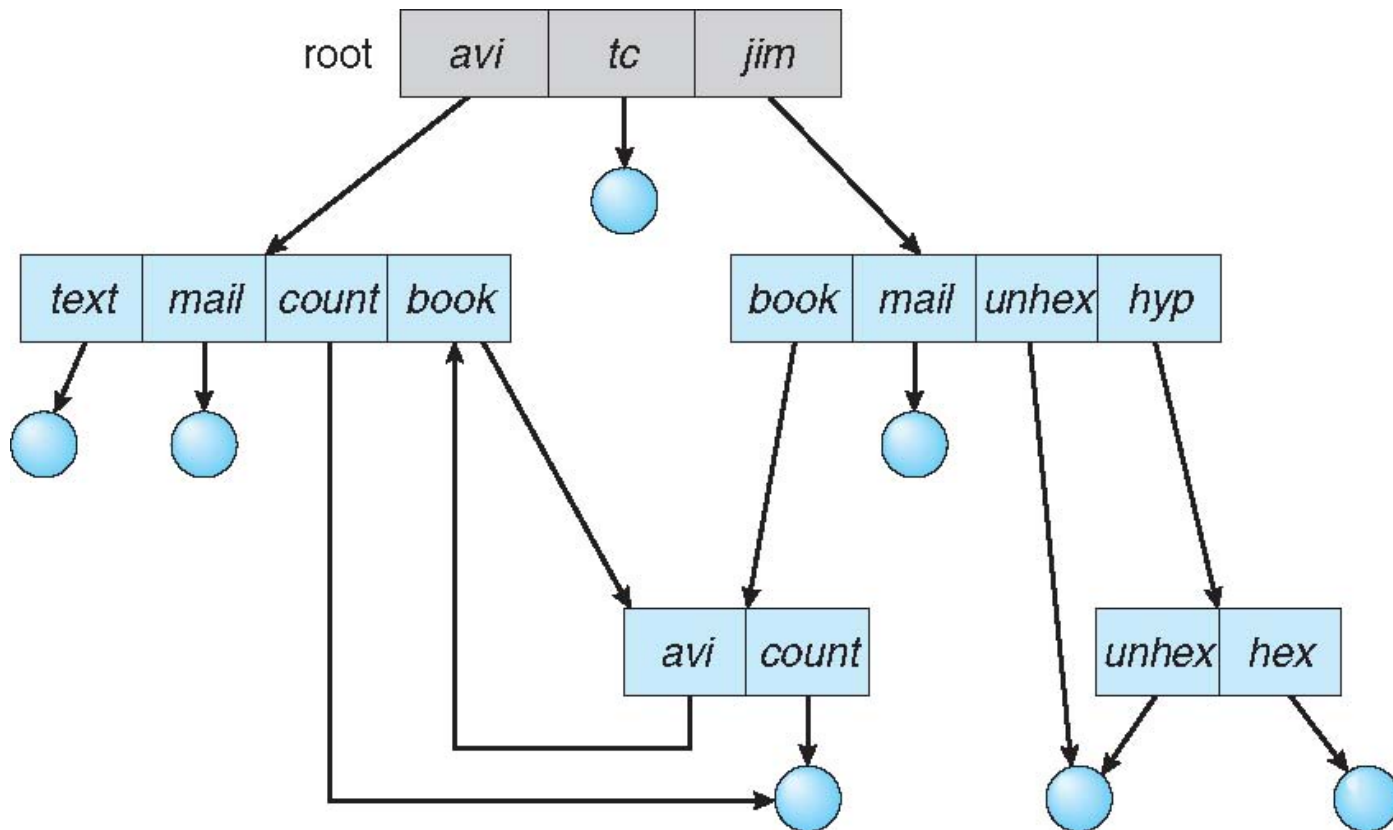 root avi tc jim
text mail count book book mail unhex hyp
avi count unhex hex